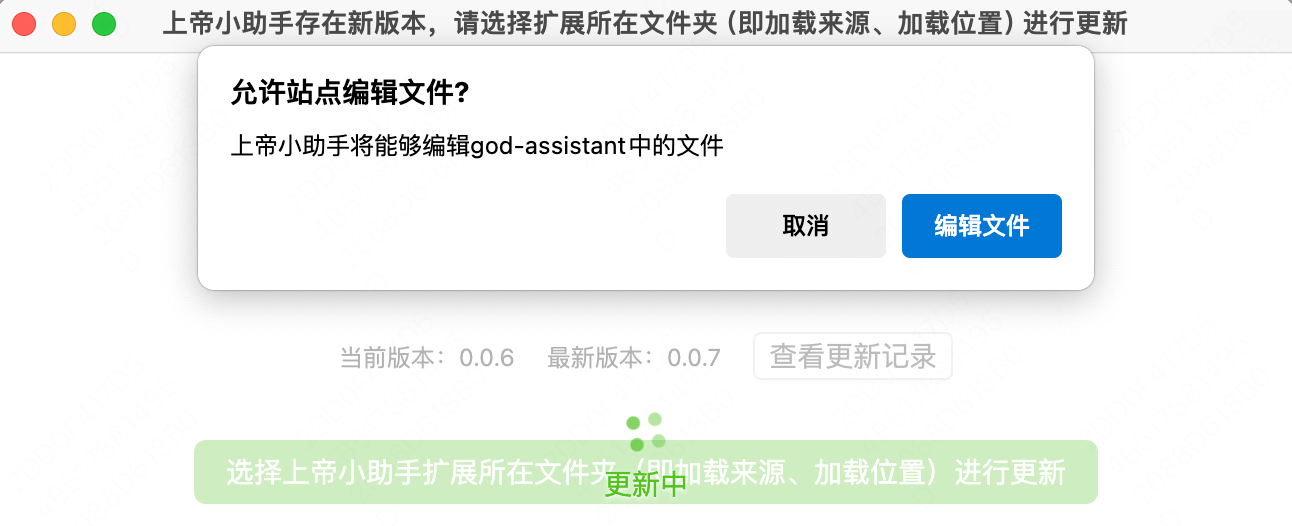 上帝小助手存在新版本，请选择扩展所在文件夹 (即加载来源、加载位置) 进行更新
允许站点编辑文件?
上帝小助手将能够编辑god-assistant中的文件
取消
编辑文件
当前版本：0.0.6
最新版本：0.0.7
查看更新记录
选择上帝小助手扩展所在文件夹（即加载来源、加载位置）进行更新
更新中